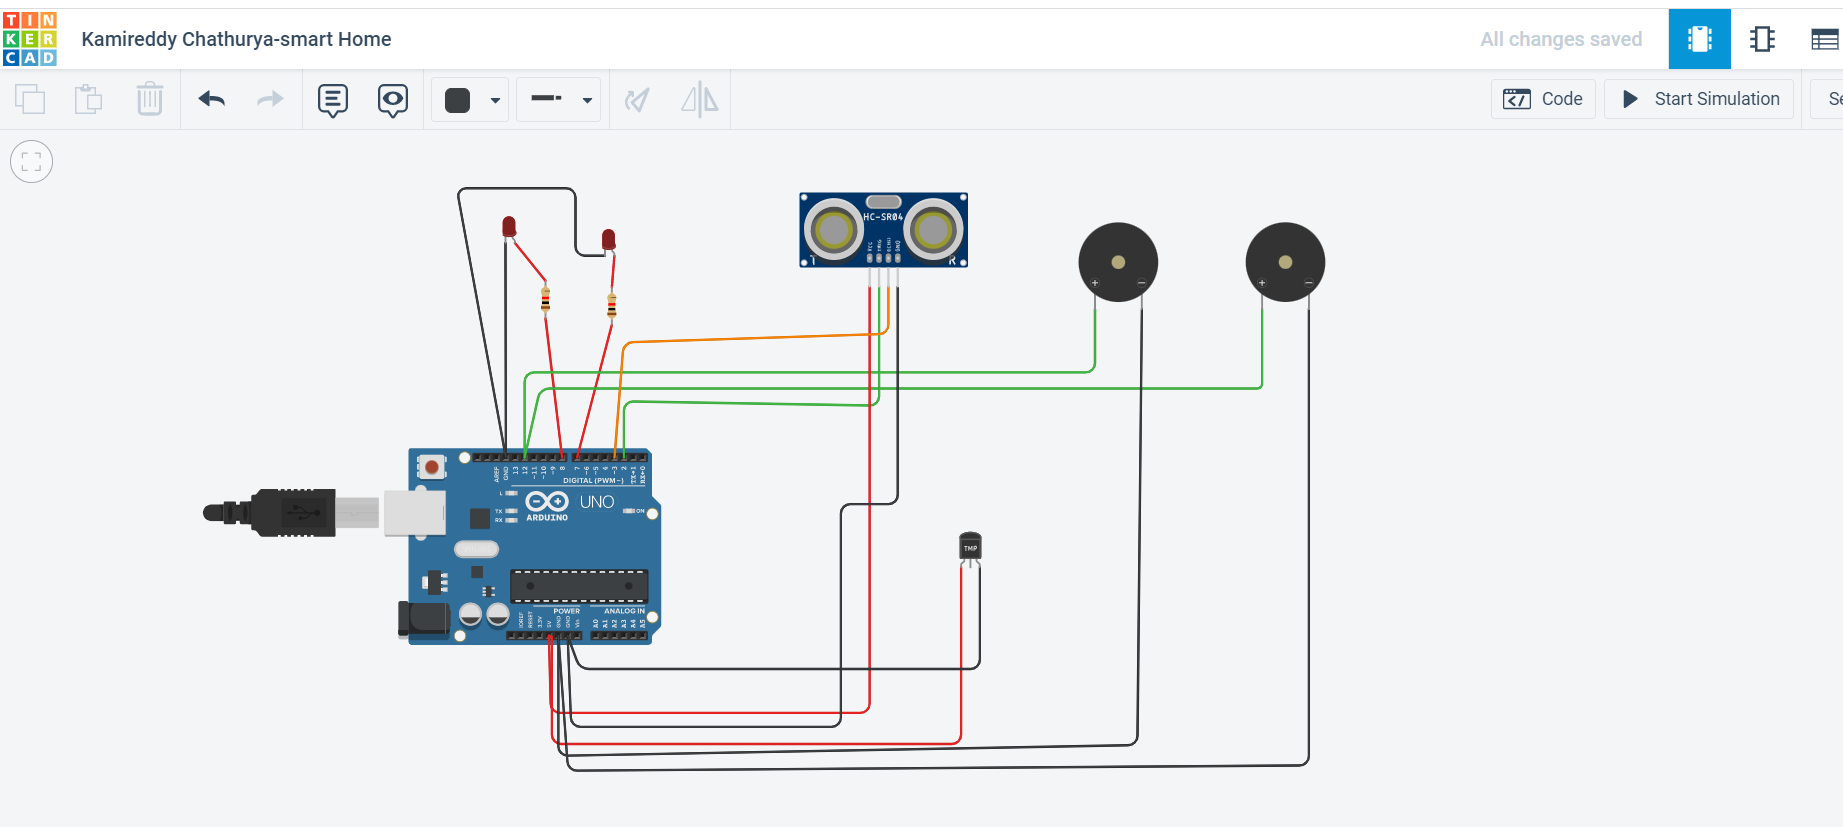 TIN
KER
CAD
Kamireddy Chathurya-smart Home
All changes saved
Code
Start Simulation
Se
HC-SR04
VCC
TRIG
ECHO
GND
T
R
+
−
+
−
AREF
GND
13
12
~11
~10
~9
8
7
~6
~5
4
~3
2
TX→1
RX←0
DIGITAL (PWM~)
L
TX
RX
UNO
ARDUINO
ON
TMP
POWER
ANALOG IN
IOREF
RESET
3.3V
5V
GND
GND
Vin
A0
A1
A2
A3
A4
A5